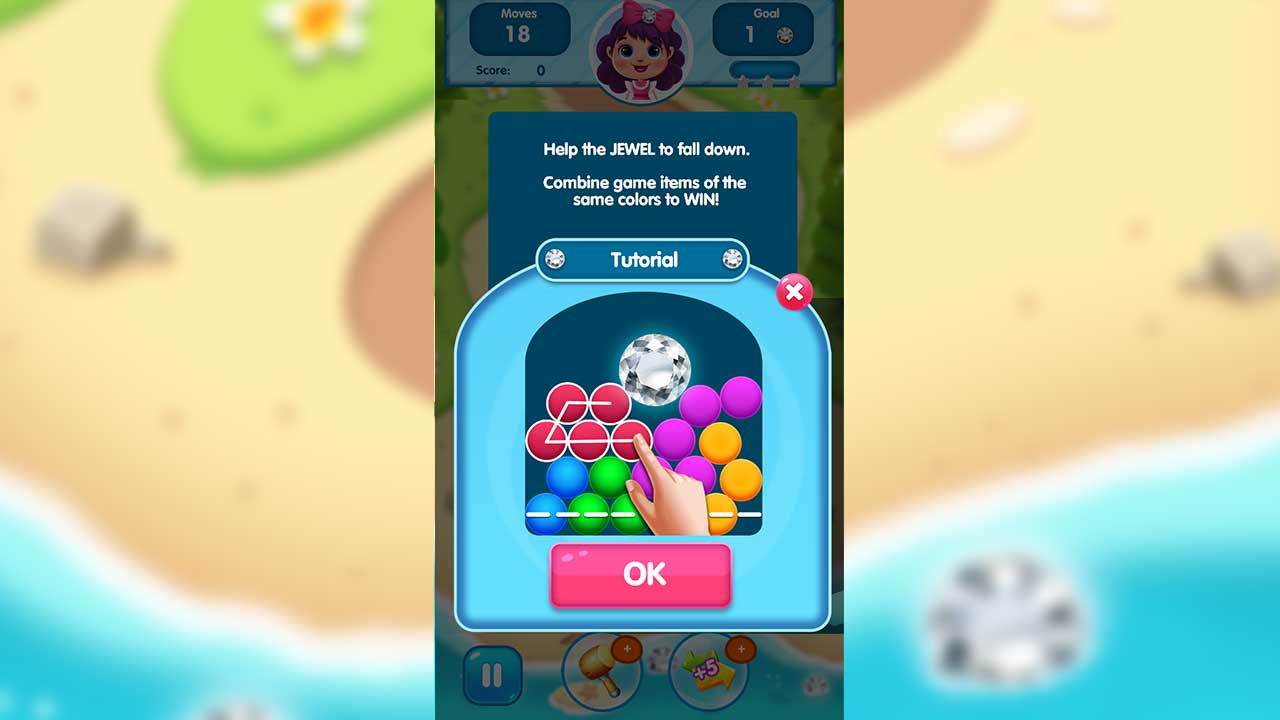 Moves
18
Score: 0
Goal
1
Help the JEWEL to fall down.
Combine game items of the
same colors to WIN!
Tutorial
OK
+
+5
+